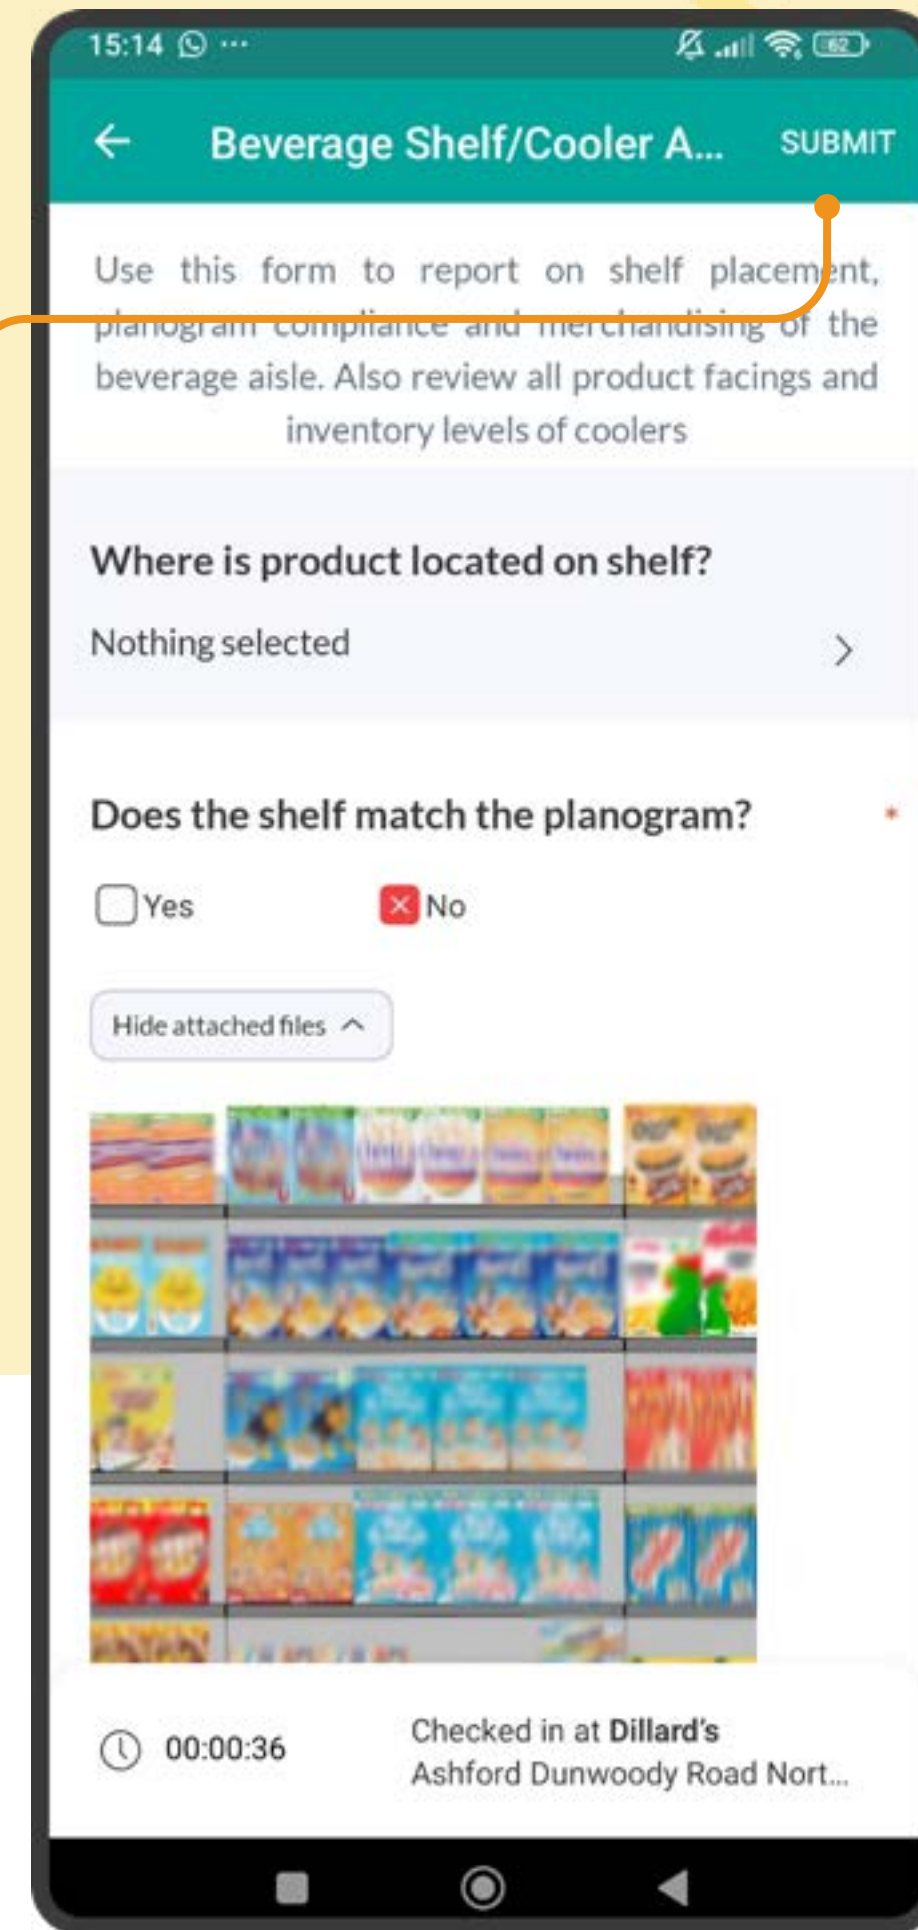 15:14 ...
62
Beverage Shelf/Cooler A...
SUBMIT
Use this form to report on shelf placement,
planogram compliance and merchandising of the
beverage aisle. Also review all product facings and
inventory levels of coolers
Where is product located on shelf?
Nothing selected
Does the shelf match the planogram? *
Yes
No
Hide attached files
00:00:36
Checked in at Dillard's
Ashford Dunwoody Road Nort...